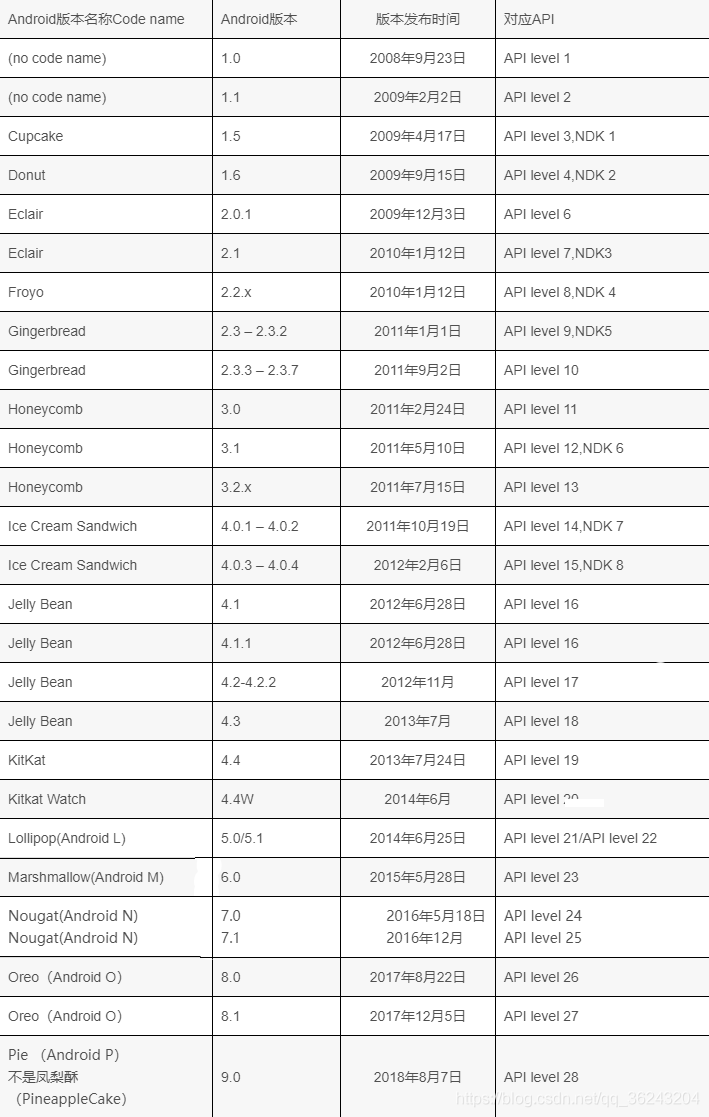 Android版本名称Code name Android版本 版本发布时间 对应API
(no code name) 1.0 2008年9月23日 API level 1
(no code name) 1.1 2009年2月2日 API level 2
Cupcake 1.5 2009年4月17日 API level 3,NDK 1
Donut 1.6 2009年9月15日 API level 4,NDK 2
Eclair 2.0.1 2009年12月3日 API level 6
Eclair 2.1 2010年1月12日 API level 7,NDK3
Froyo 2.2.x 2010年1月12日 API level 8,NDK 4
Gingerbread 2.3 – 2.3.2 2011年1月1日 API level 9,NDK5
Gingerbread 2.3.3 – 2.3.7 2011年9月2日 API level 10
Honeycomb 3.0 2011年2月24日 API level 11
Honeycomb 3.1 2011年5月10日 API level 12,NDK 6
Honeycomb 3.2.x 2011年7月15日 API level 13
Ice Cream Sandwich 4.0.1 – 4.0.2 2011年10月19日 API level 14,NDK 7
Ice Cream Sandwich 4.0.3 – 4.0.4 2012年2月6日 API level 15,NDK 8
Jelly Bean 4.1 2012年6月28日 API level 16
Jelly Bean 4.1.1 2012年6月28日 API level 16
Jelly Bean 4.2-4.2.2 2012年11月 API level 17
Jelly Bean 4.3 2013年7月 API level 18
KitKat 4.4 2013年7月24日 API level 19
Kitkat Watch 4.4W 2014年6月 API level 20
Lollipop(Android L) 5.0/5.1 2014年6月25日 API level 21/API level 22
Marshmallow(Android M) 6.0 2015年5月28日 API level 23
Nougat(Android N) 7.0 2016年5月18日 API level 24
Nougat(Android N) 7.1 2016年12月 API level 25
Oreo（Android O） 8.0 2017年8月22日 API level 26
Oreo（Android O） 8.1 2017年12月5日 API level 27
Pie （Android P）
不是凤梨酥 9.0 2018年8月7日 API level 28
（PineappleCake）
https://blog.csdn.net/qq_36243204